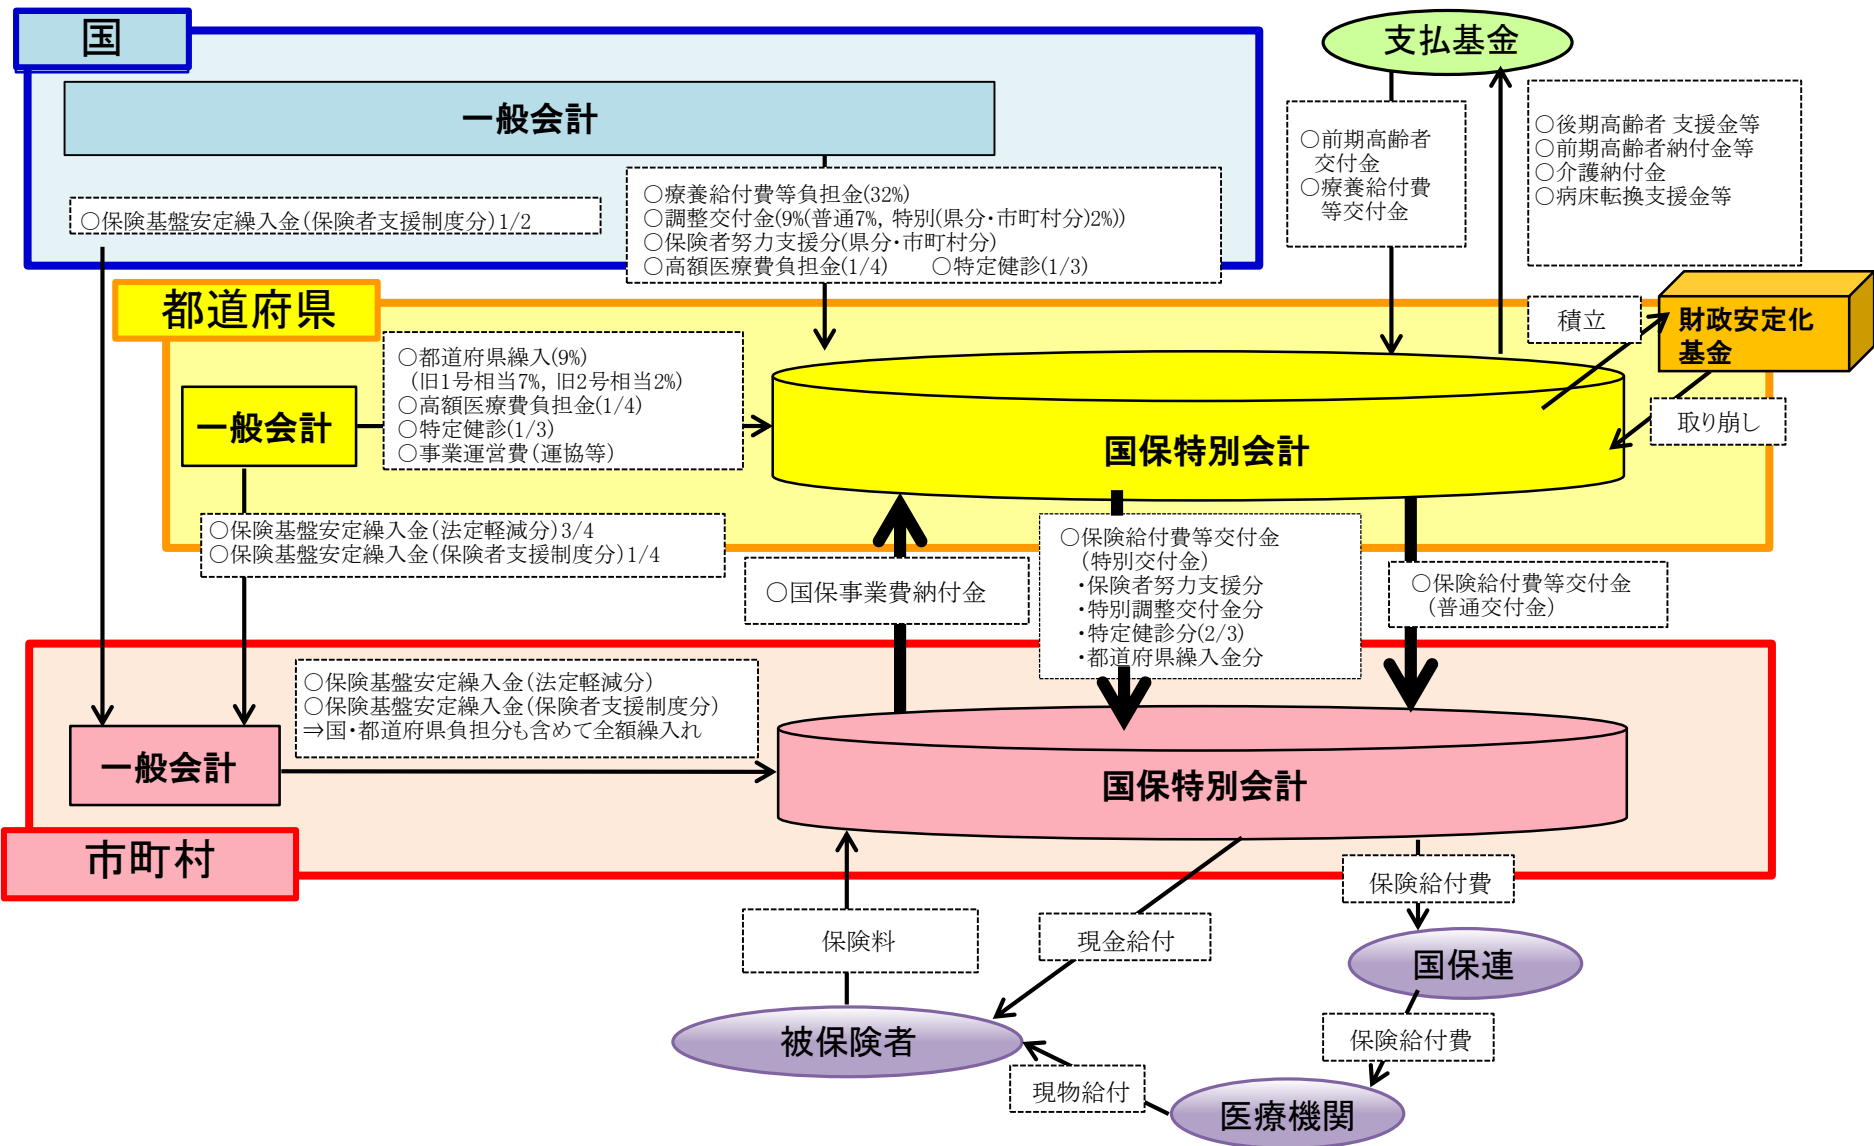 国
一般会計
○保険基盤安定繰入金(保険者支援制度分)1/2
○療養給付費等負担金(32%)
○調整交付金(9%(普通7%, 特別(県分・市町村分)2%))
○保険者努力支援分(県分・市町村分)
○高額医療費負担金(1/4)　　○特定健診(1/3)
支払基金
○前期高齢者
交付金
○療養給付費
等交付金
○後期高齢者 支援金等
○前期高齢者納付金等
○介護納付金
○病床転換支援金等
都道府県
一般会計
○都道府県繰入(9%)
(旧1号相当7%, 旧2号相当2%)
○高額医療費負担金(1/4)
○特定健診(1/3)
○事業運営費(運協等)
国保特別会計
積立
財政安定化
基金
取り崩し
○保険基盤安定繰入金(法定軽減分)3/4
○保険基盤安定繰入金(保険者支援制度分)1/4
○国保事業費納付金
○保険給付費等交付金
(特別交付金)
・保険者努力支援分
・特別調整交付金分
・特定健診分(2/3)
・都道府県繰入金分
○保険給付費等交付金
(普通交付金)
○保険基盤安定繰入金(法定軽減分)
○保険基盤安定繰入金(保険者支援制度分)
⇒国・都道府県負担分も含めて全額繰入れ
一般会計
国保特別会計
市町村
保険料
現金給付
保険給付費
国保連
保険給付費
被保険者
現物給付
医療機関